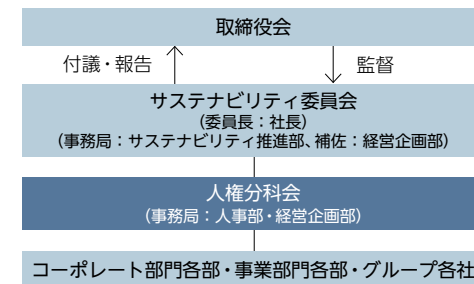 取締役会
付議・報告
監督
サステナビリティ委員会
(委員長：社長)
(事務局：サステナビリティ推進部、補佐：経営企画部)
人権分科会
(事務局：人事部・経営企画部)
コーポレート部門各部・事業部門各部・グループ各社